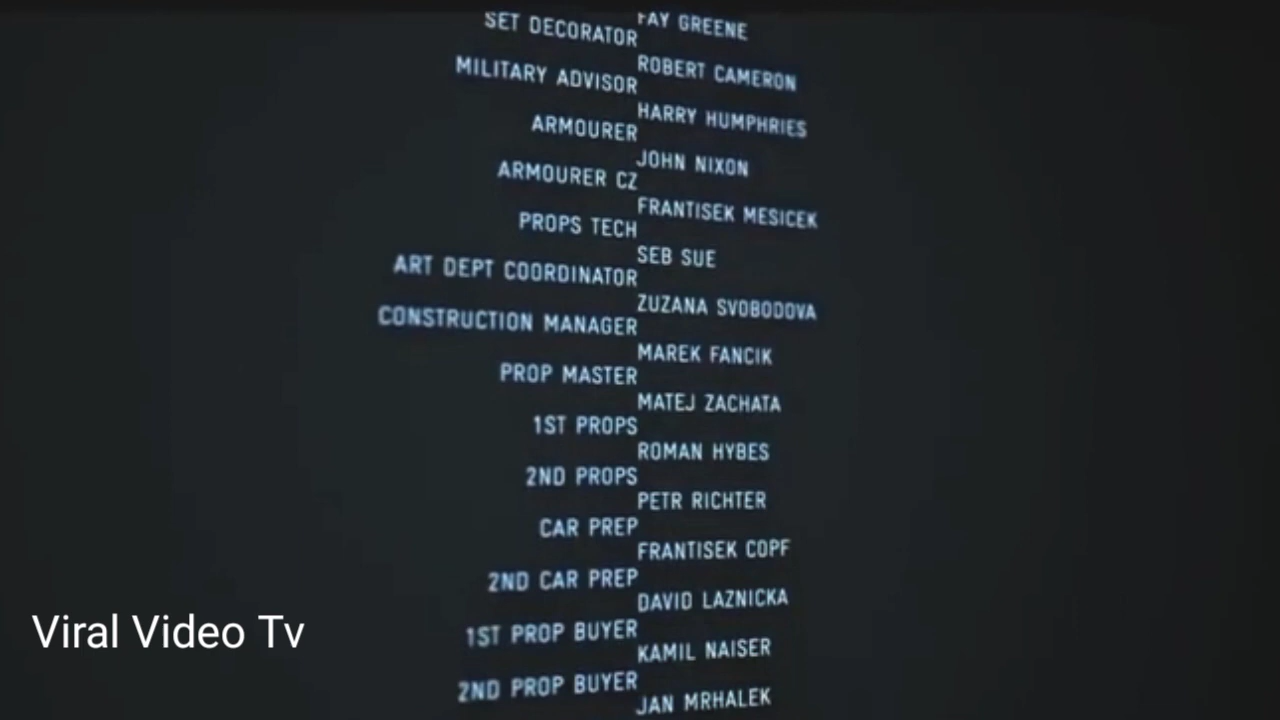 FAY GREENE
SET DECORATOR
ROBERT CAMERON
MILITARY ADVISOR
HARRY HUMPHRIES
ARMOURER
JOHN NIXON
ARMOURER CZ
FRANTISEK MESICEK
PROPS TECH
SEB SUE
ART DEPT COORDINATOR
ZUZANA SVOBODOVA
CONSTRUCTION MANAGER
MAREK FANCIK
PROP MASTER
MATEJ ZACHATA
1ST PROPS
ROMAN HYBES
2ND PROPS
PETR RICHTER
CAR PREP
FRANTISEK COPF
2ND CAR PREP
DAVID LAZNICKA
1ST PROP BUYER
KAMIL NAISER
2ND PROP BUYER
JAN MRHALEK
Viral Video Tv